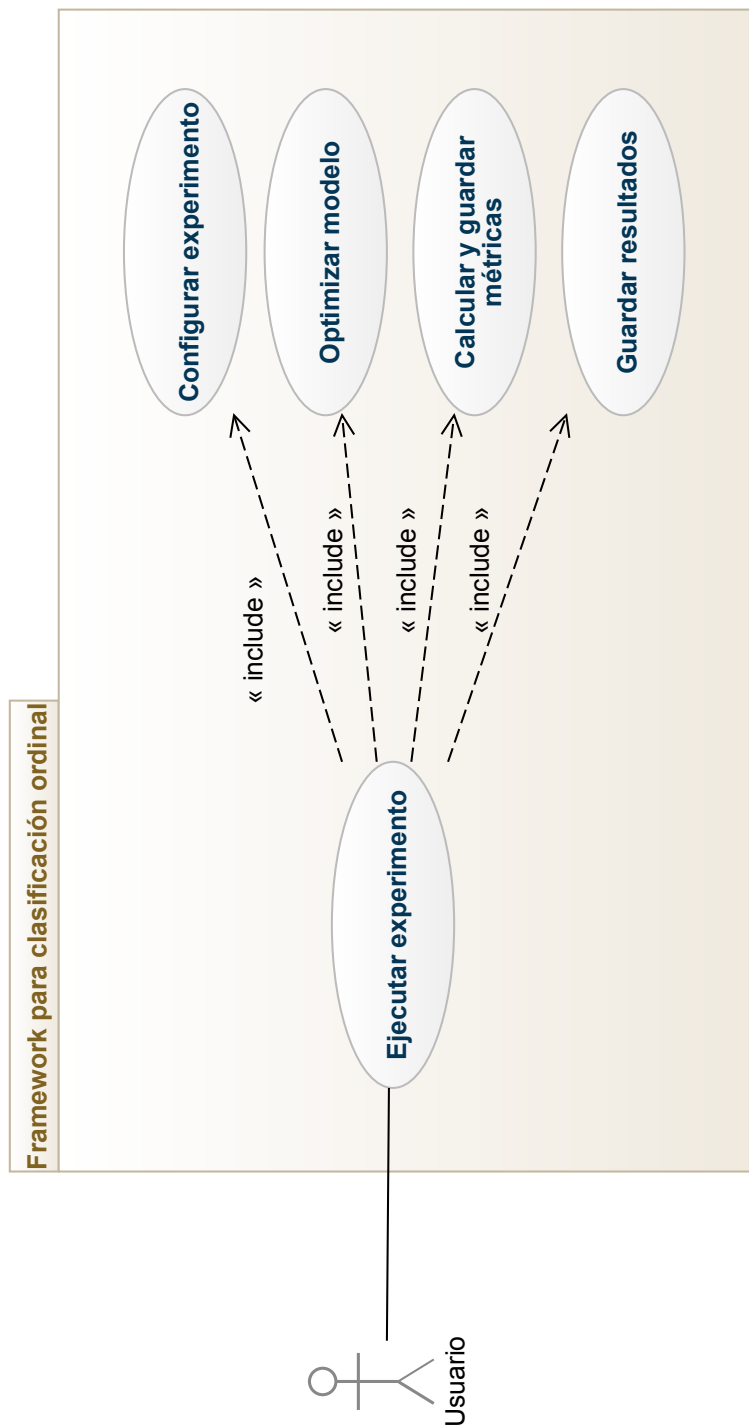 Framework para clasificación ordinal
Configurar experimento
« include »
Optimizar modelo
« include »
Ejecutar experimento
« include »
Calcular y guardar
métricas
« include »
Guardar resultados
Usuario